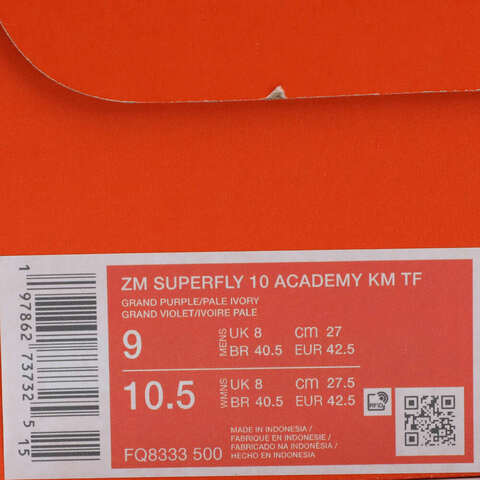 ZM SUPERFLY 10 ACADEMY KM TF
GRAND PURPLE/PALE IVORY
GRAND VIOLET/IVOIRE PALE
9 MENS UK 8 cm 27
BR 40.5 EUR 42.5
10.5 WMNS UK 8 cm 27.5
BR 40.5 EUR 42.5
RFID
FQ8333 500
MADE IN INDONESIA /
FABRIQUE EN INDONESIE /
FABRICADO NA INDONÉSIA /
HECHO EN INDONESIA
1 97862 73732 5 15